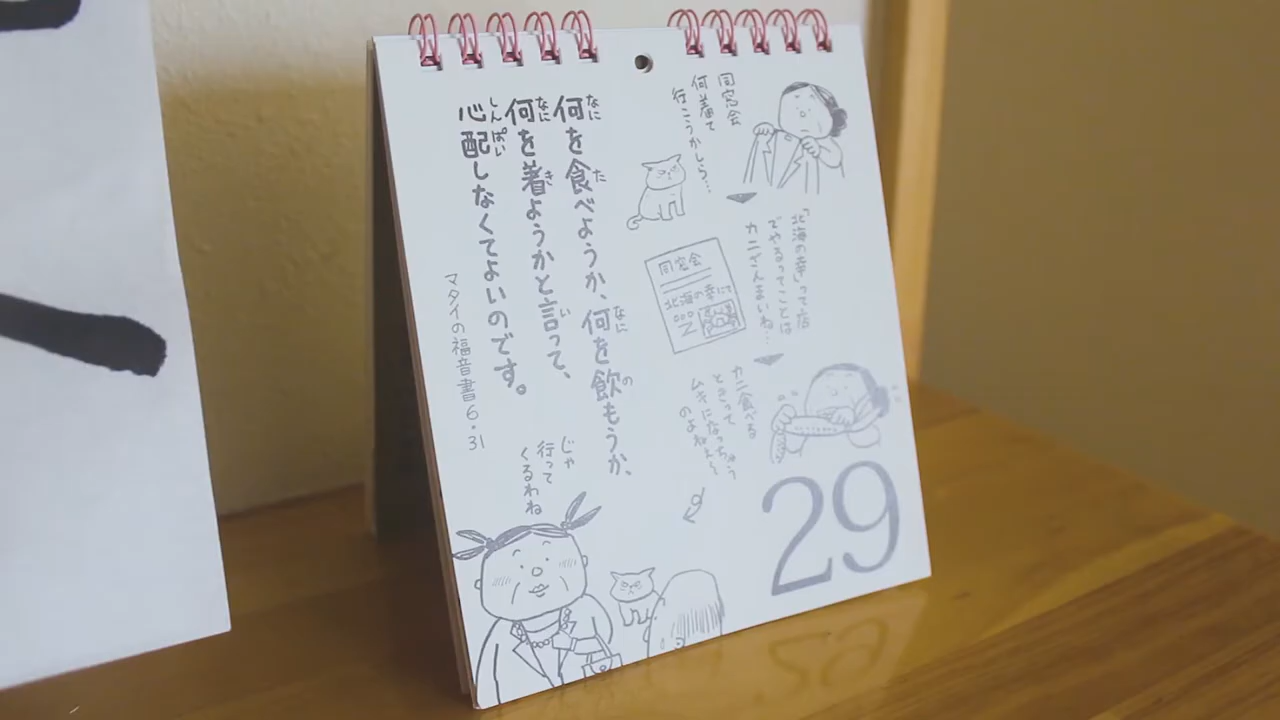 同窓会
何着て
行こうかしら…
「北海の幸」って店
でやるってことは
カニざんまいね…
同窓会
北海の幸にて
カニ食べる
ときって
ムキになっちゃう
のよねぇ〜
何を食べようか、何を飲もうか、
何を着ようかと言って、
心配しなくてよいのです。
マタイの福音書6・31
じゃ
行って
くるわね
29